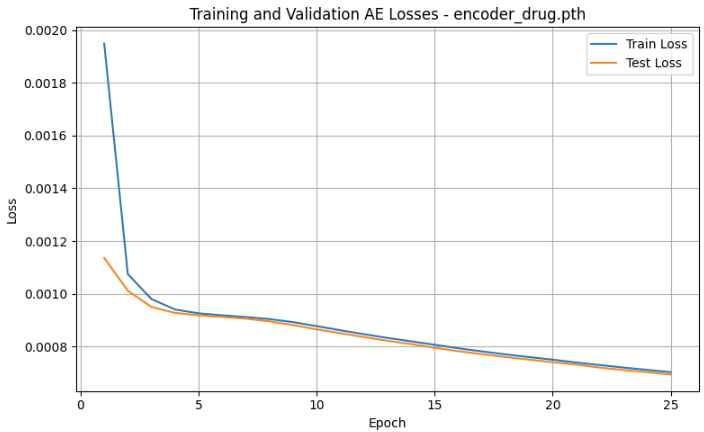 Training and Validation AE Losses - encoder_drug.pth
Train Loss
Test Loss
0.0020
0.0018
0.0016
0.0014
0.0012
0.0010
0.0008
Loss
0 5 10 15 20 25
Epoch